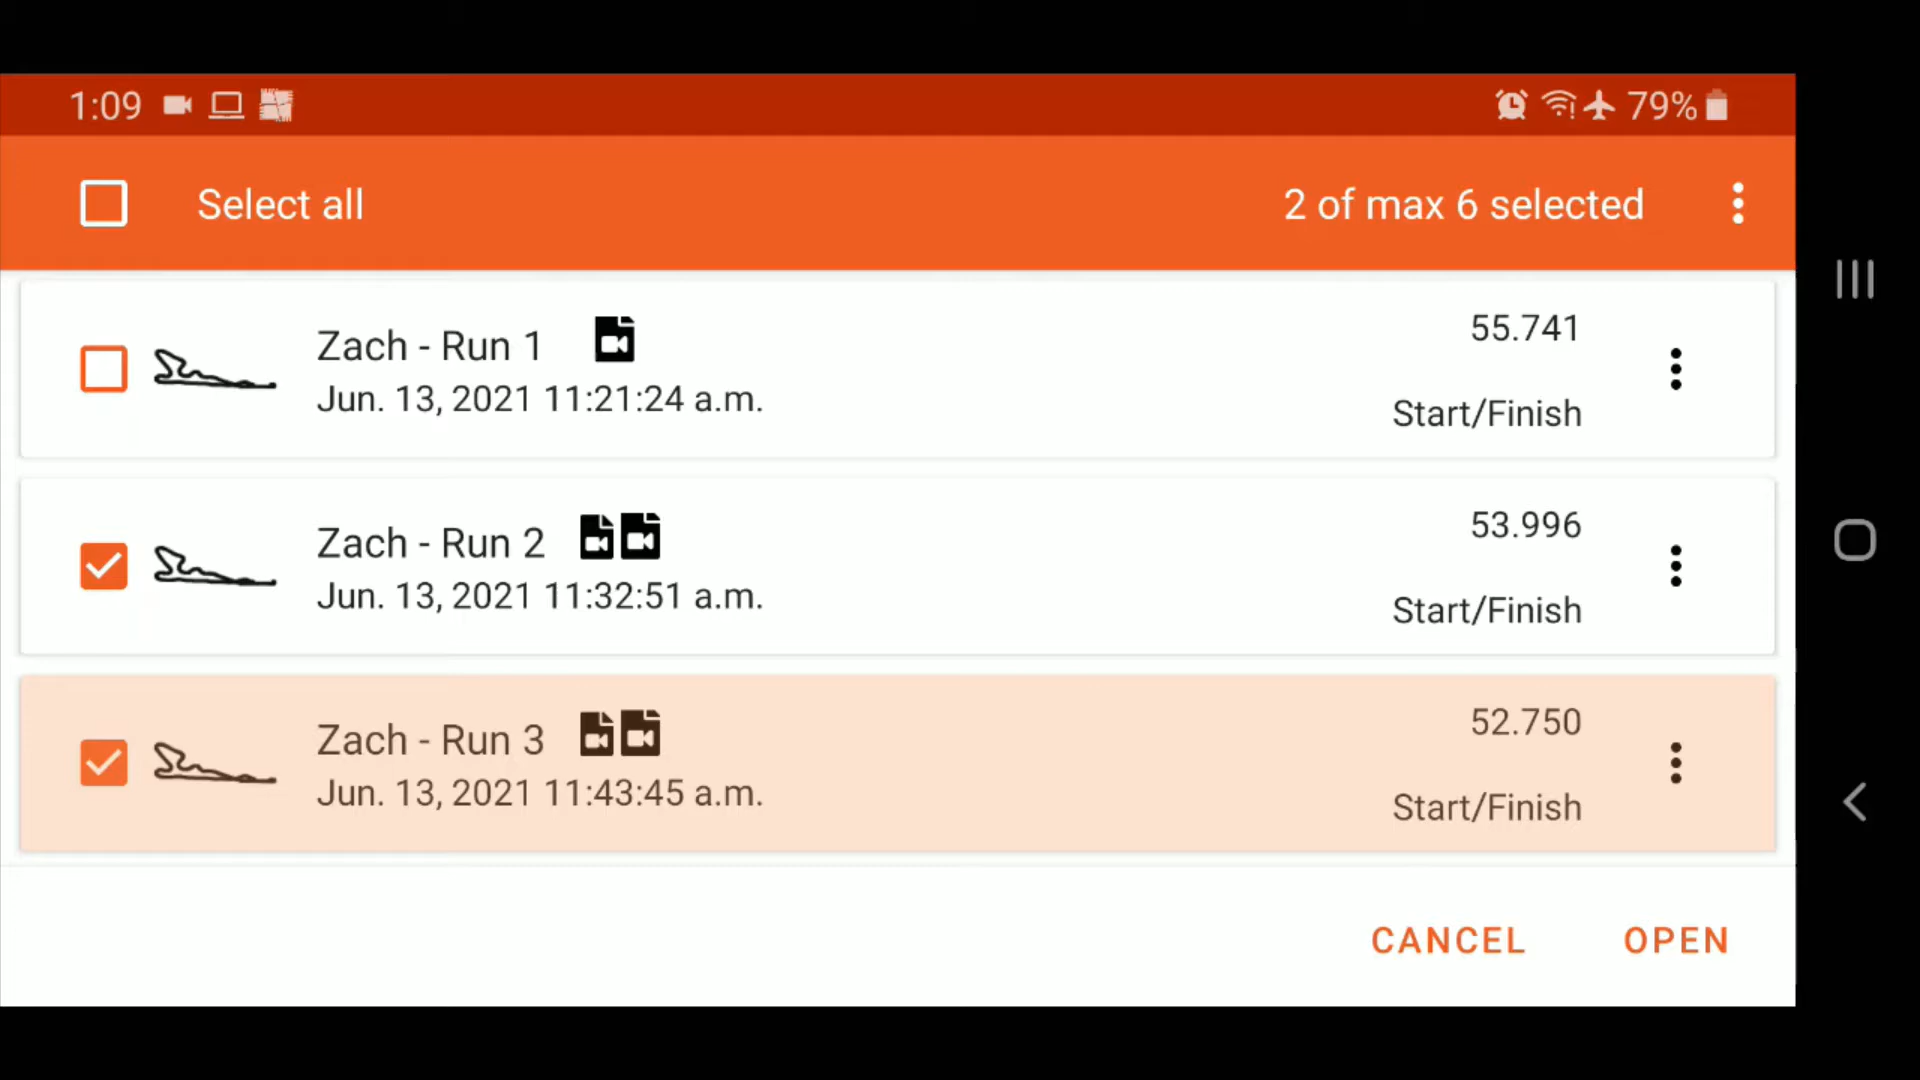 1:09 79%
Select all 2 of max 6 selected
Zach - Run 1 55.741
Jun. 13, 2021 11:21:24 a.m. Start/Finish
Zach - Run 2 53.996
Jun. 13, 2021 11:32:51 a.m. Start/Finish
Zach - Run 3 52.750
Jun. 13, 2021 11:43:45 a.m. Start/Finish
CANCEL OPEN